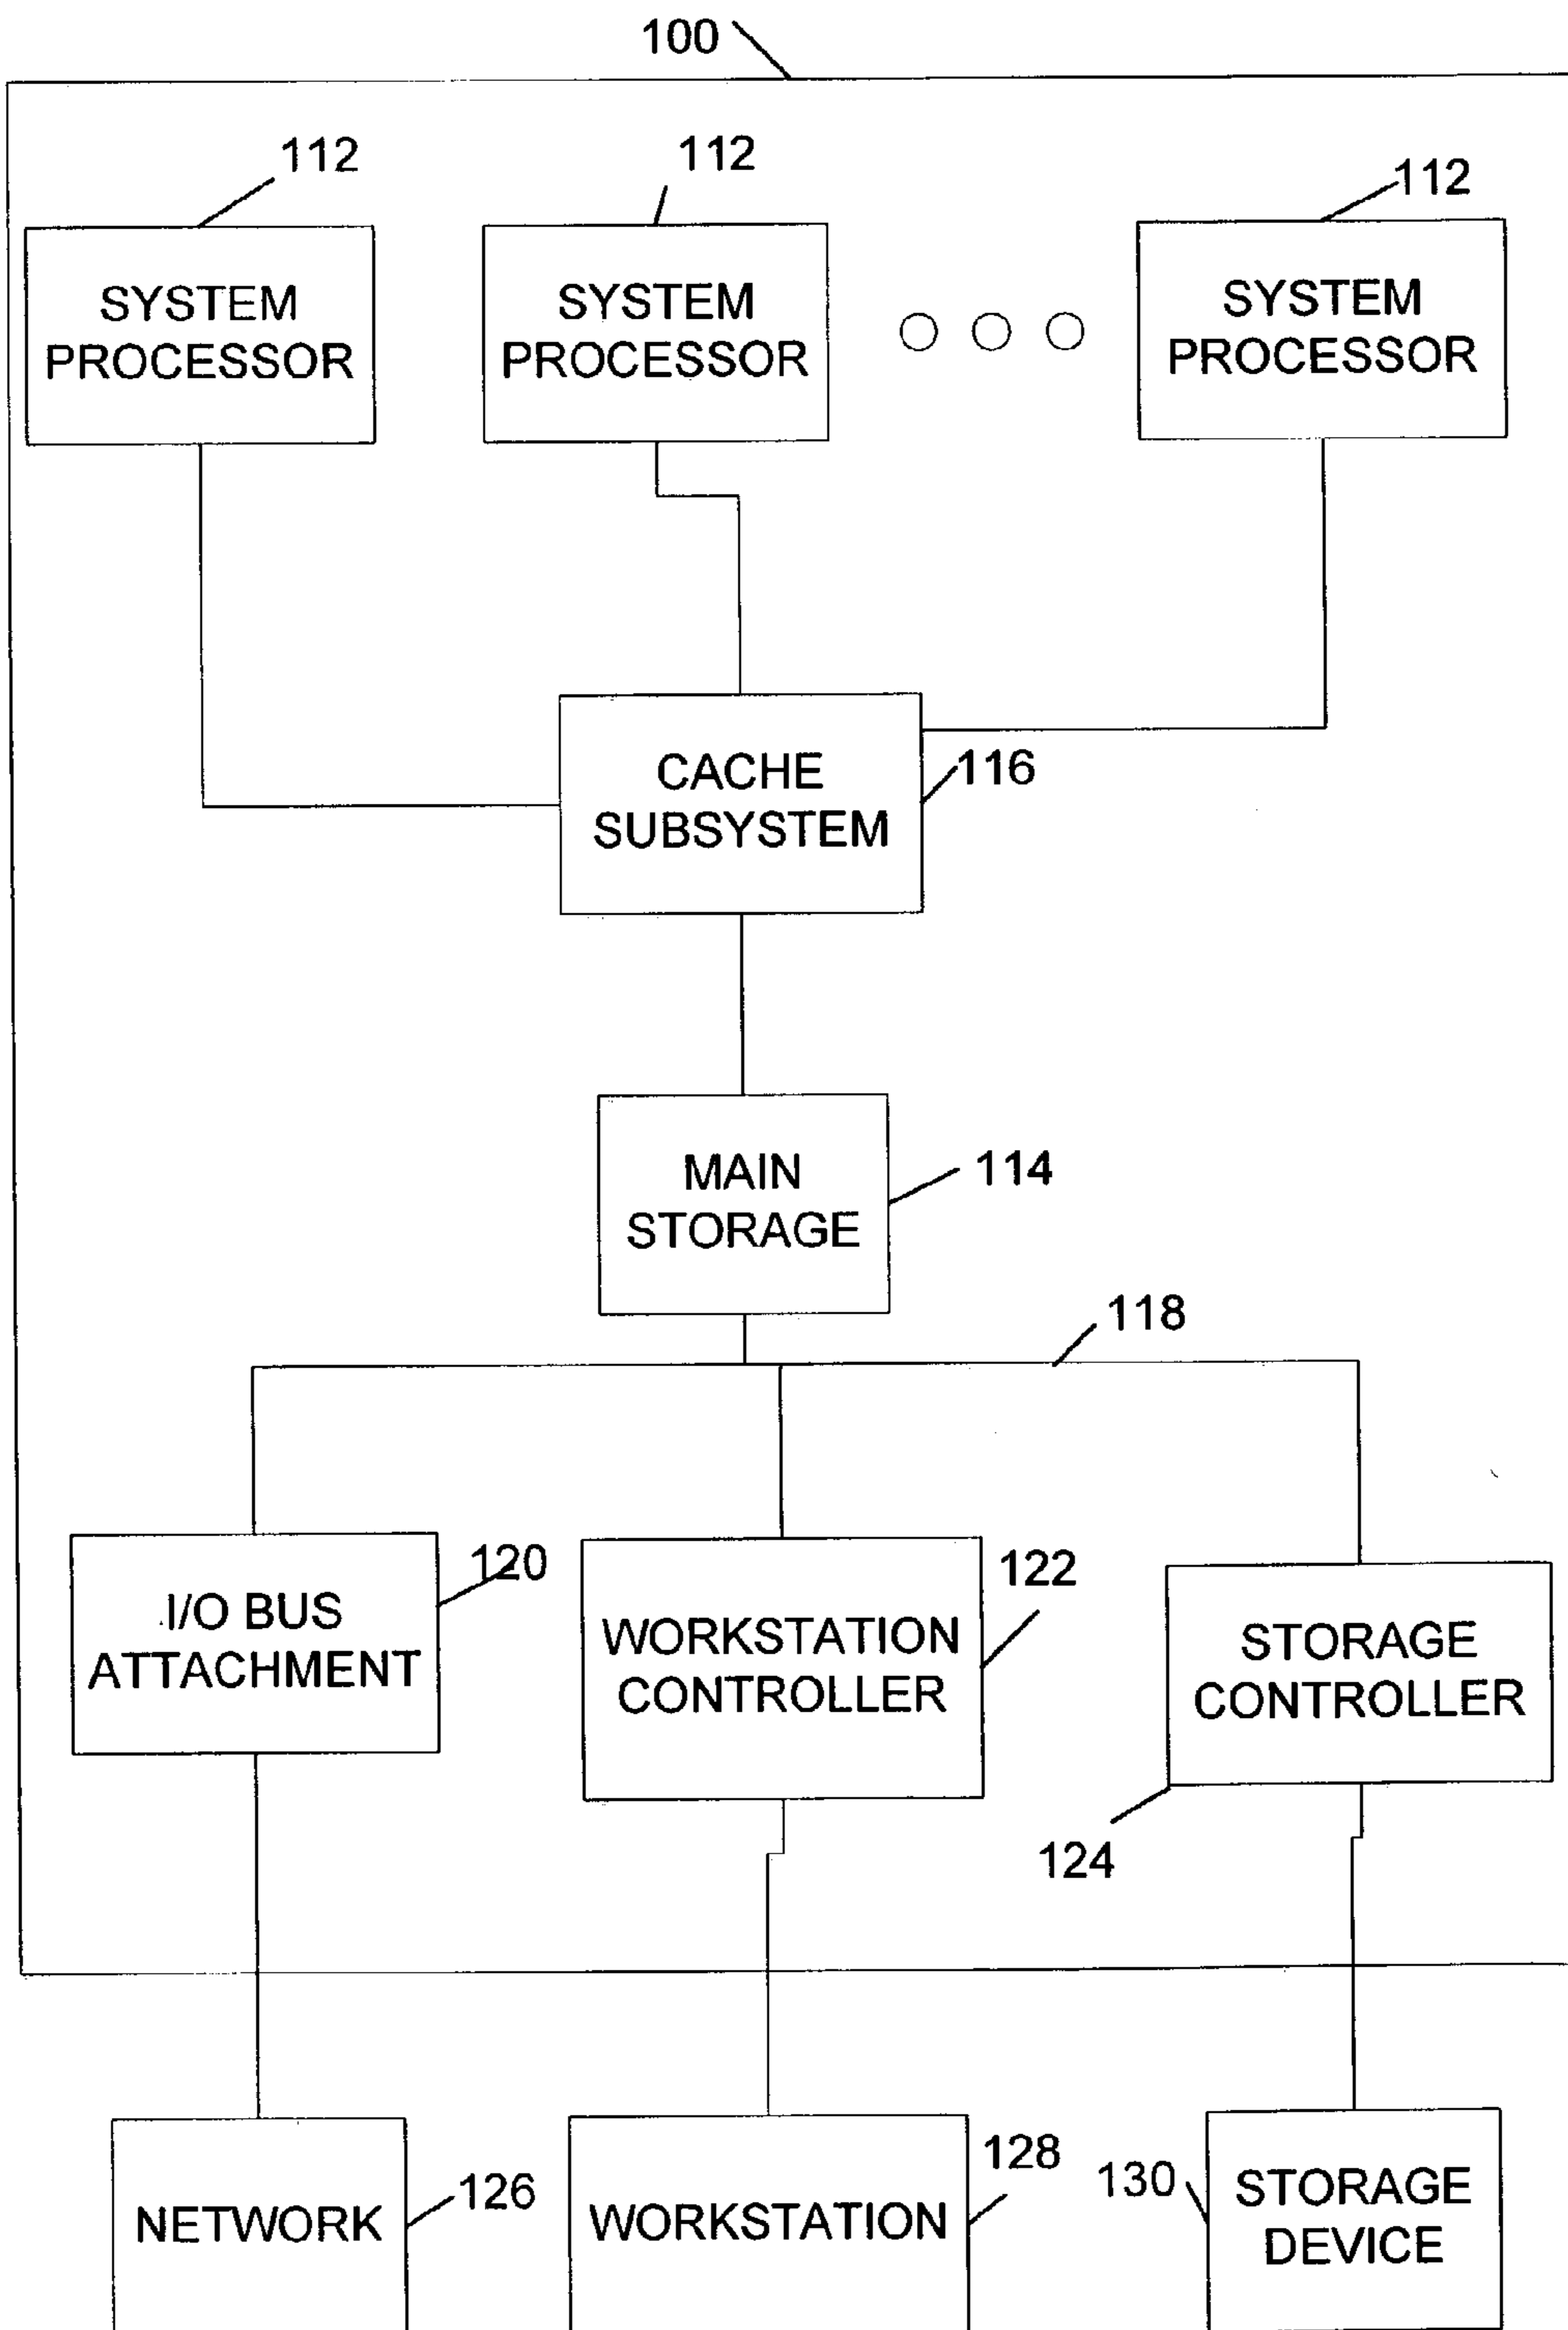 100
112
112
112
SYSTEM
PROCESSOR
SYSTEM
PROCESSOR
SYSTEM
PROCESSOR
CACHE
SUBSYSTEM
116
MAIN
STORAGE
114
118
I/O BUS
ATTACHMENT
120
WORKSTATION
CONTROLLER
122
STORAGE
CONTROLLER
124
NETWORK
126
WORKSTATION
128
130
STORAGE
DEVICE